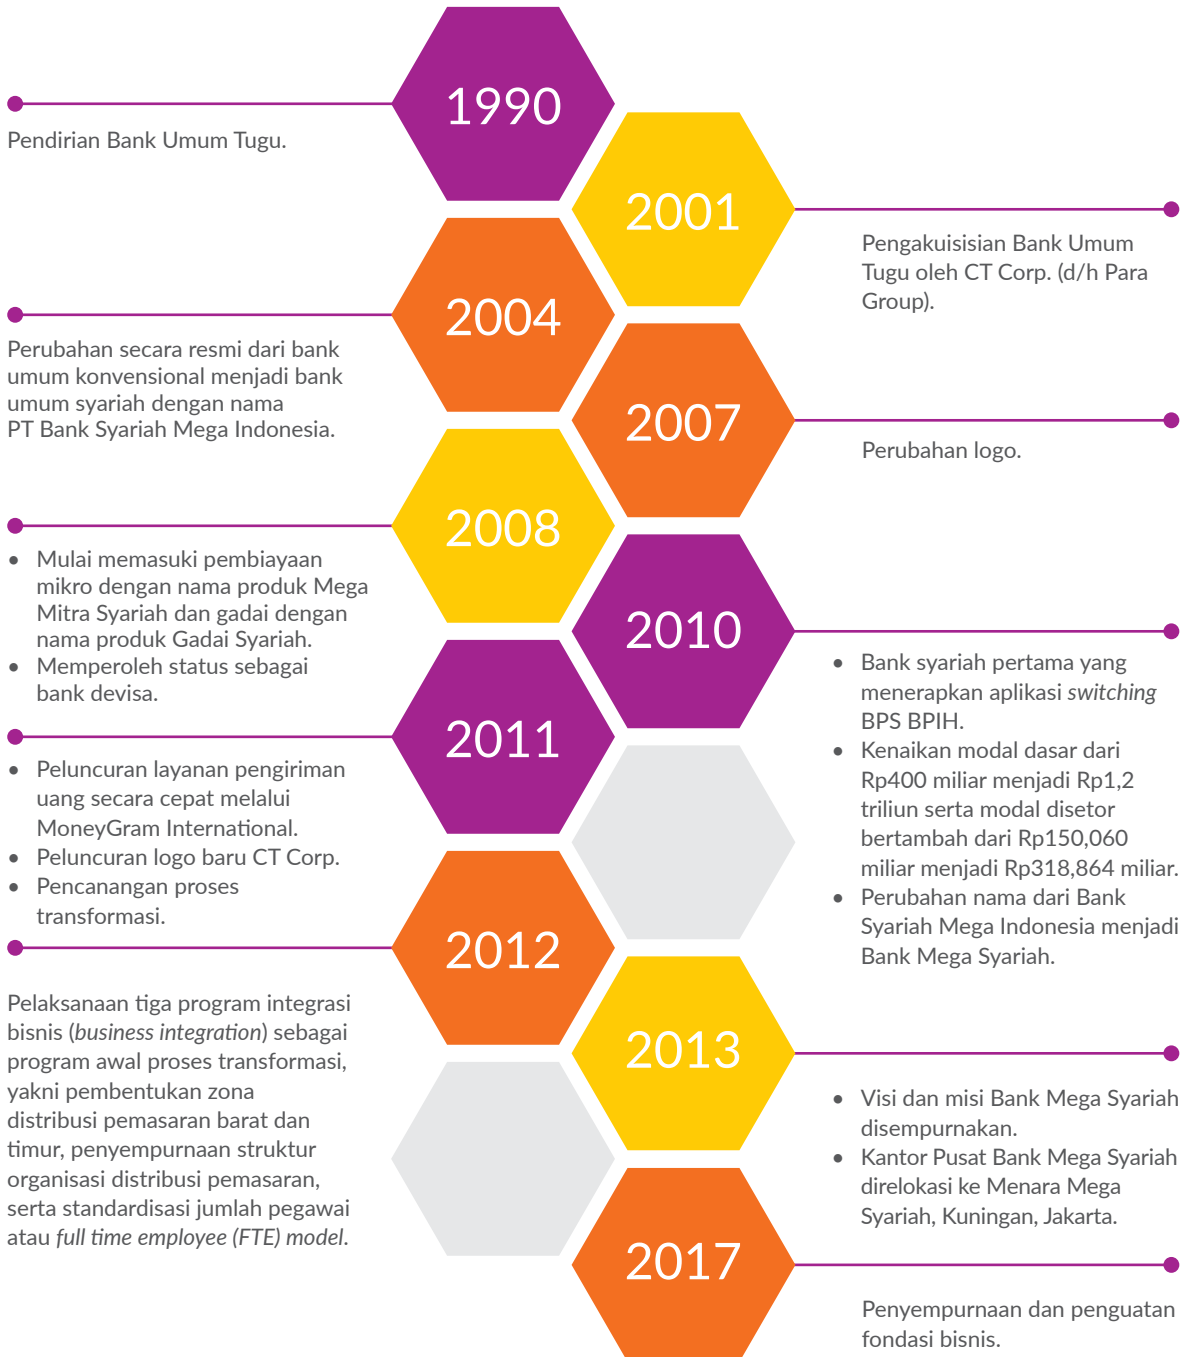 1990
Pendirian Bank Umum Tugu.
2001
Pengakuisisian Bank Umum
Tugu oleh CT Corp. (d/h Para
Group).
2004
Perubahan secara resmi dari bank
umum konvensional menjadi bank
umum syariah dengan nama
PT Bank Syariah Mega Indonesia.
2007
Perubahan logo.
2008
• Mulai memasuki pembiayaan
mikro dengan nama produk Mega
Mitra Syariah dan gadai dengan
nama produk Gadai Syariah.
• Memperoleh status sebagai
bank devisa.
2010
• Bank syariah pertama yang
menerapkan aplikasi switching
BPS BPIH.
• Kenaikan modal dasar dari
Rp400 miliar menjadi Rp1,2
triliun serta modal disetor
bertambah dari Rp150,060
miliar menjadi Rp318,864 miliar.
• Perubahan nama dari Bank
Syariah Mega Indonesia menjadi
Bank Mega Syariah.
2011
• Peluncuran layanan pengiriman
uang secara cepat melalui
MoneyGram International.
• Peluncuran logo baru CT Corp.
• Pencanangan proses
transformasi.
2012
Pelaksanaan tiga program integrasi
bisnis (business integration) sebagai
program awal proses transformasi,
yakni pembentukan zona
distribusi pemasaran barat dan
timur, penyempurnaan struktur
organisasi distribusi pemasaran,
serta standardisasi jumlah pegawai
atau full time employee (FTE) model.
2013
• Visi dan misi Bank Mega Syariah
disempurnakan.
• Kantor Pusat Bank Mega Syariah
direlokasi ke Menara Mega
Syariah, Kuningan, Jakarta.
2017
Penyempurnaan dan penguatan
fondasi bisnis.